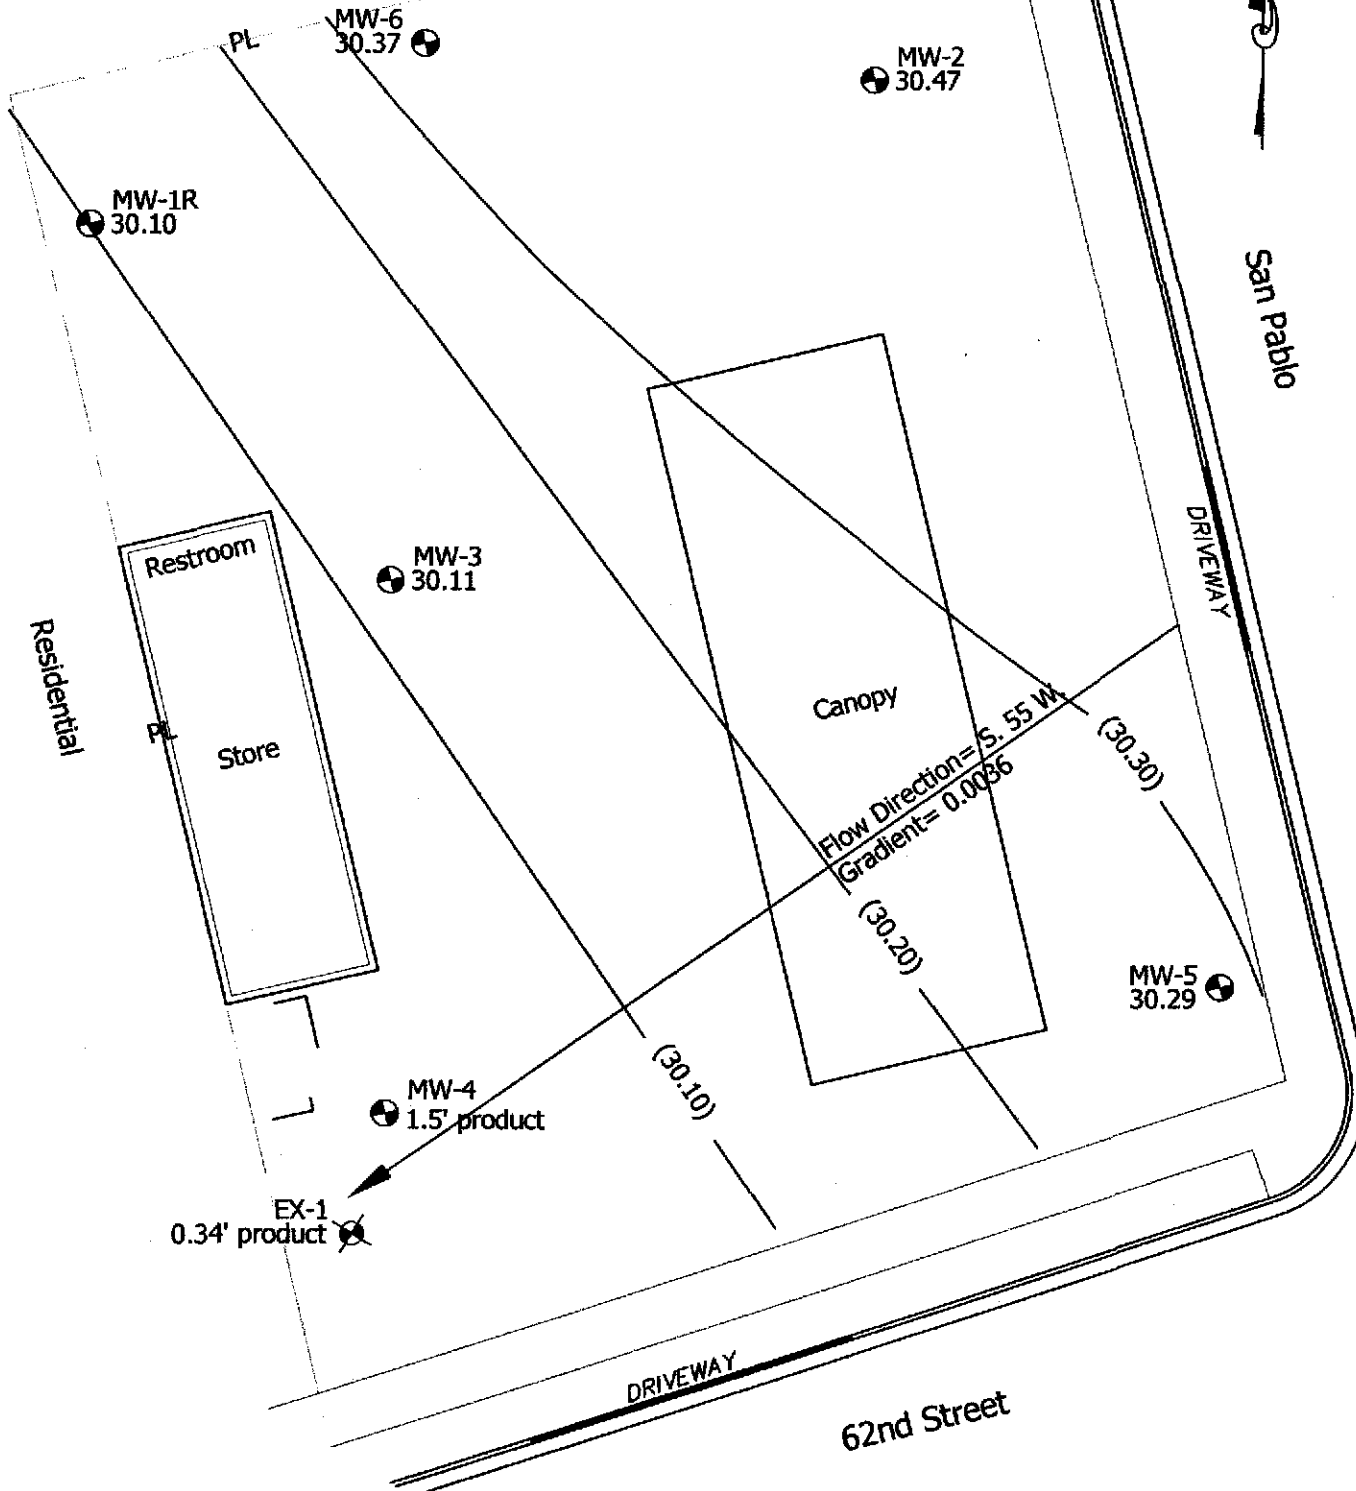 MW-6
30.37
PL
MW-2
30.47
MW-1R
30.10
San Pablo
DRIVEWAY
MW-3
30.11
Restroom
Residential
PL
Store
Canopy
Flow Direction= S. 55 W.
Gradient= 0.0036
(30.30)
(30.20)
MW-5
30.29
(30.10)
MW-4
1.5' product
EX-1
0.34' product
DRIVEWAY
62nd Street